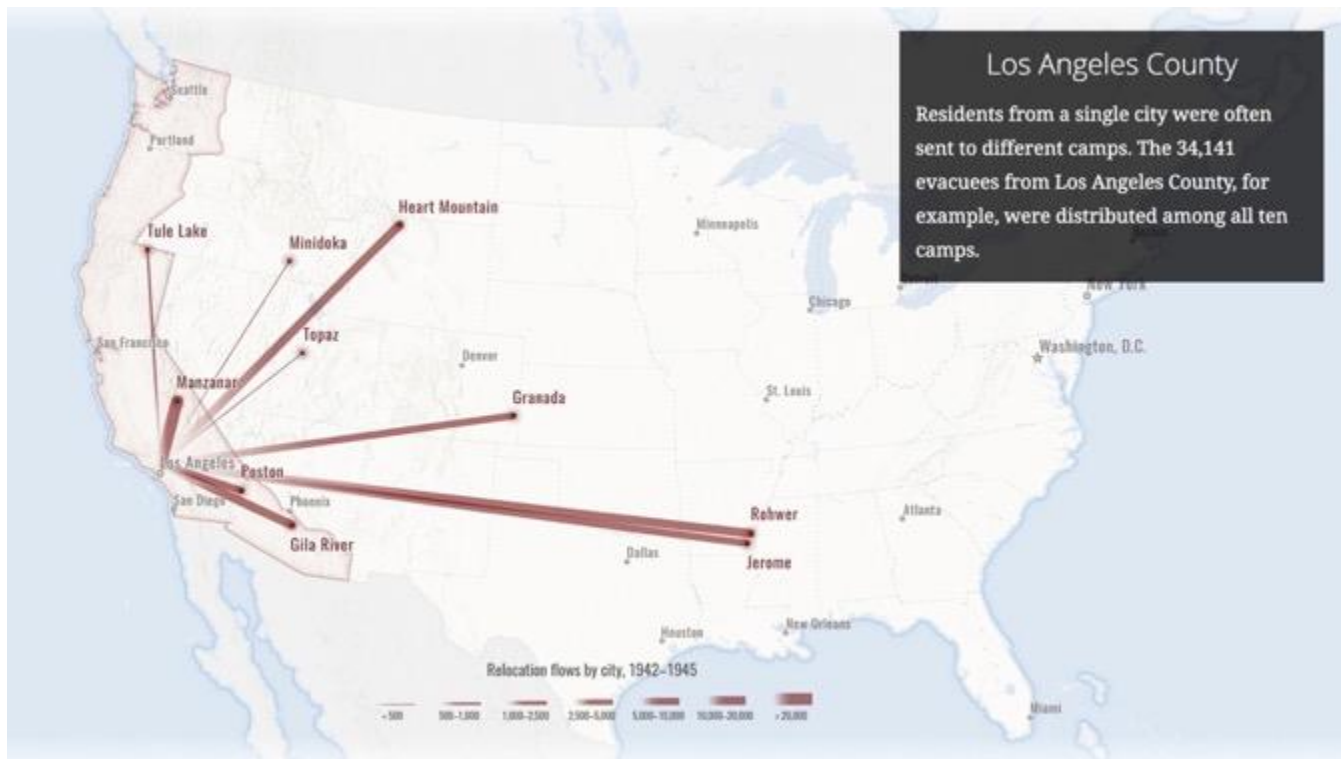 Los Angeles County
Residents from a single city were often
sent to different camps. The 34,141
evacuees from Los Angeles County, for
example, were distributed among all ten
camps.
Seattle
Portland
Tule Lake
Heart Mountain
Minidoka
Minneapolis
New York
Chicago
San Francisco
Topaz
Denver
Washington, D.C.
Manzanar
Granada
St. Louis
Los Angeles
Poston
San Diego
Phoenix
Gila River
Rohwer
Atlanta
Jerome
Dallas
Houston
New Orleans
Miami
Relocation flows by city, 1942–1945
< 500
500–1,000
1,000–2,500
2,500–5,000
5,000–10,000
10,000–20,000
> 20,000